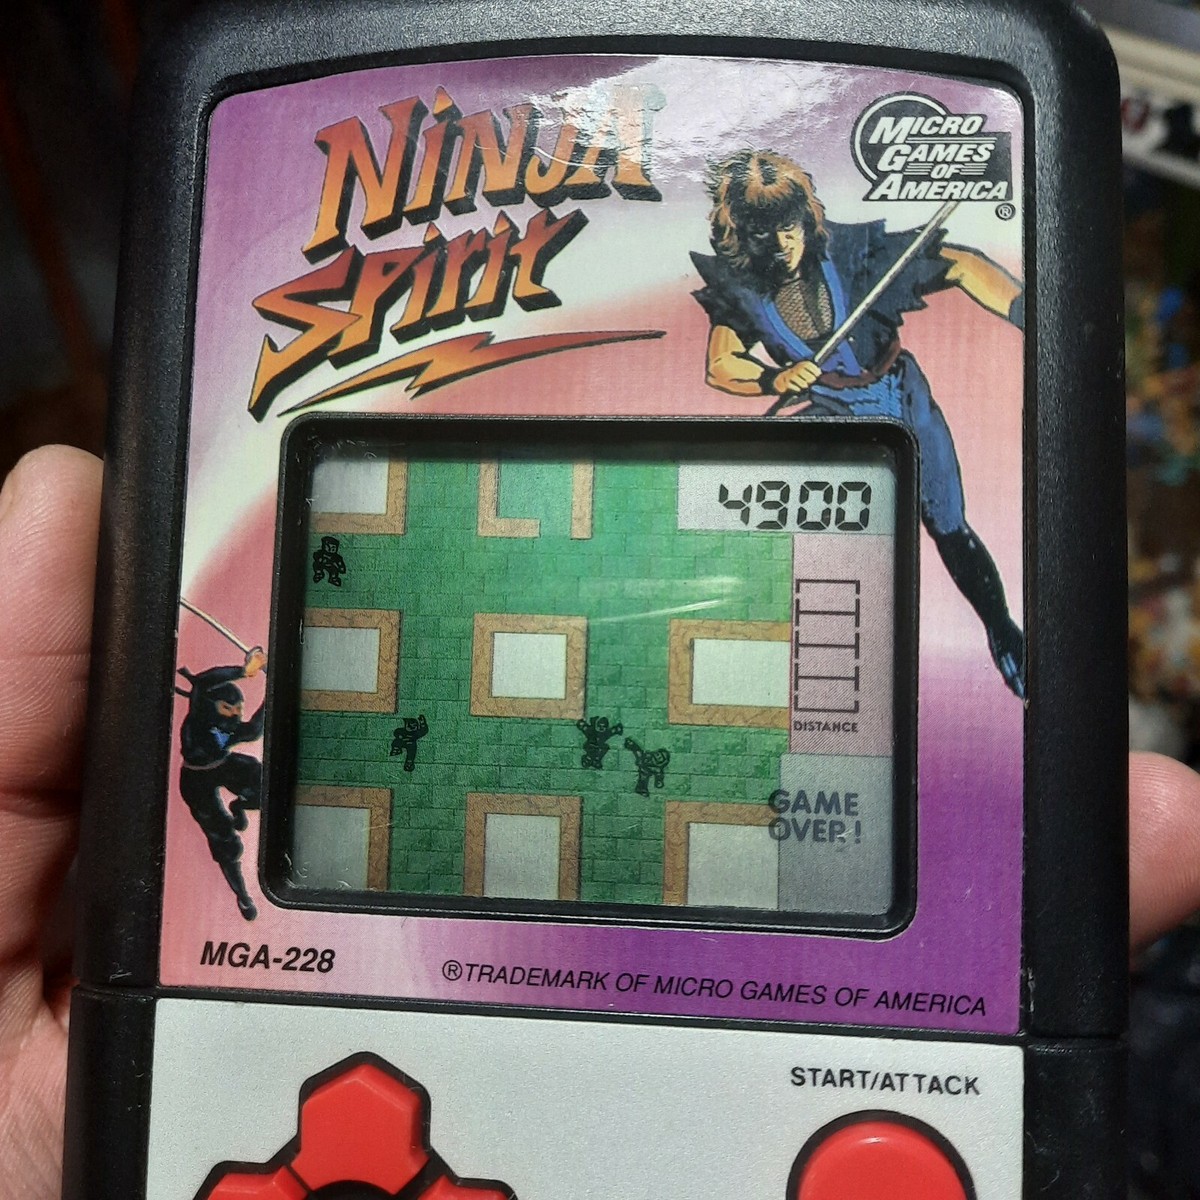 NiNJA
SPirit
MICRO
GAMES
OF
AMERICA
®
4900
DISTANCE
GAME
OVER!
MGA-228
®TRADEMARK OF MICRO GAMES OF AMERICA
START/ATTACK